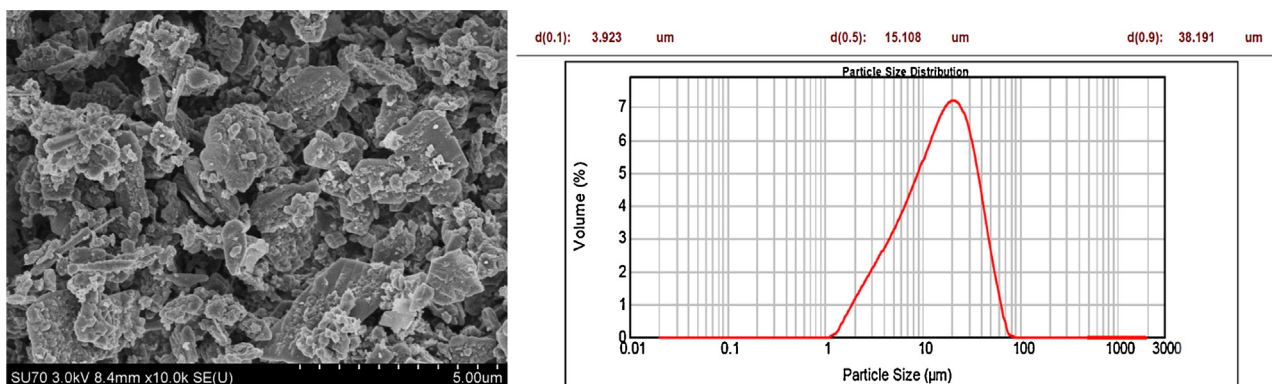 SU70 3.0kV 8.4mm x10.0k SE(U) 5.00um
d(0.1): 3.923 um d(0.5): 15.108 um d(0.9): 38.191 um
Particle Size Distribution
Volume (%)
7
6
5
4
3
2
1
0
0.01 0.1 1 10 100 1000 3000
Particle Size (µm)